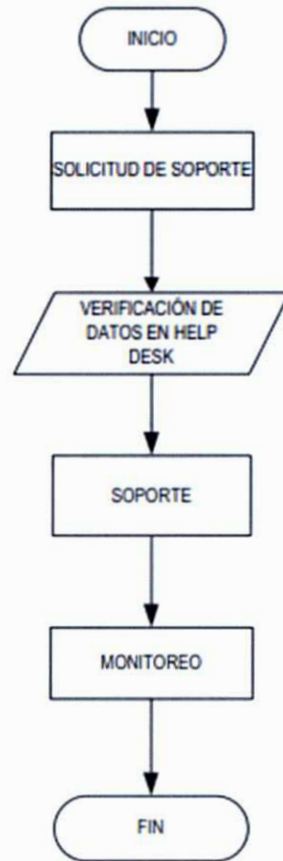 INICIO
SOLICITUD DE SOPORTE
VERIFICACIÓN DE
DATOS EN HELP
DESK
SOPORTE
MONITOREO
FIN